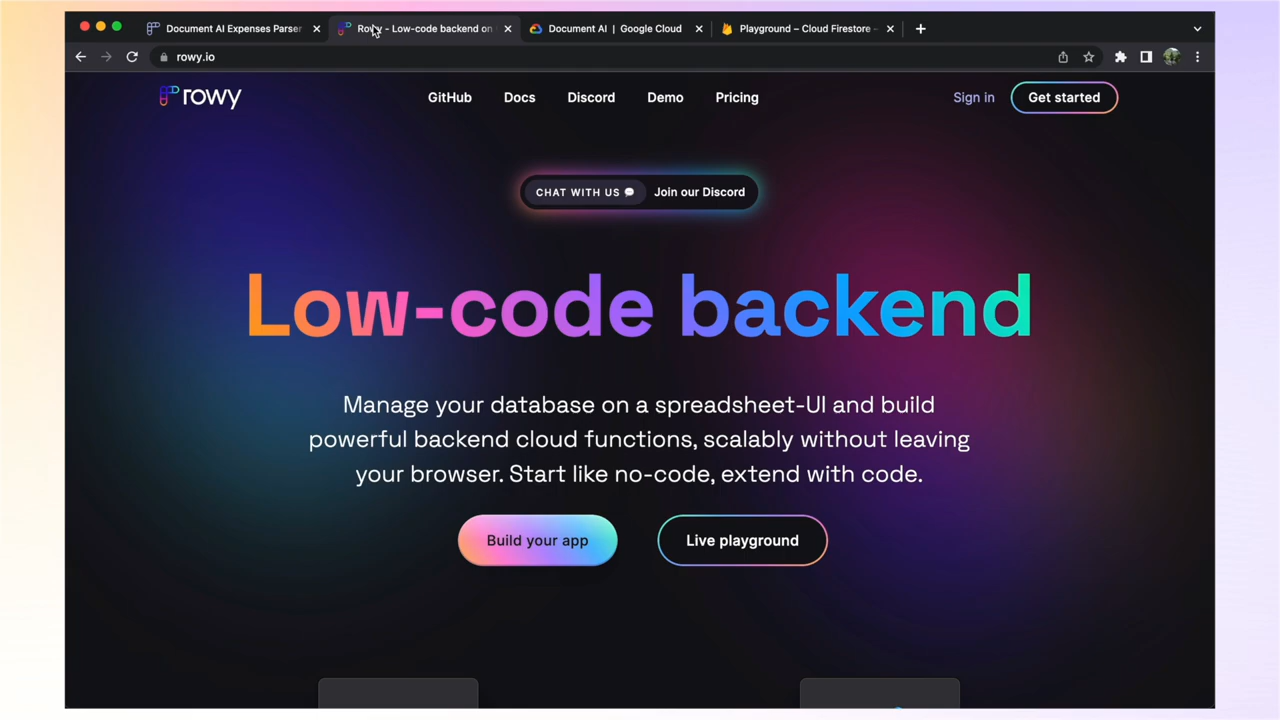 Document AI Expenses Parser
Rowy - Low-code backend on
Document AI | Google Cloud
Playground – Cloud Firestore –
rowy.io
rowy
GitHub
Docs
Discord
Demo
Pricing
Sign in
Get started
CHAT WITH US
Join our Discord
Low-code backend
Manage your database on a spreadsheet-UI and build
powerful backend cloud functions, scalably without leaving
your browser. Start like no-code, extend with code.
Build your app
Live playground